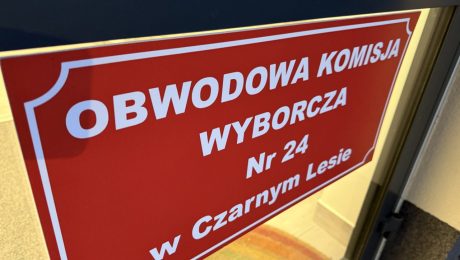 OBWODOWA KOMISJA
WYBORCZA
Nr 24
w Czarnym Lesie